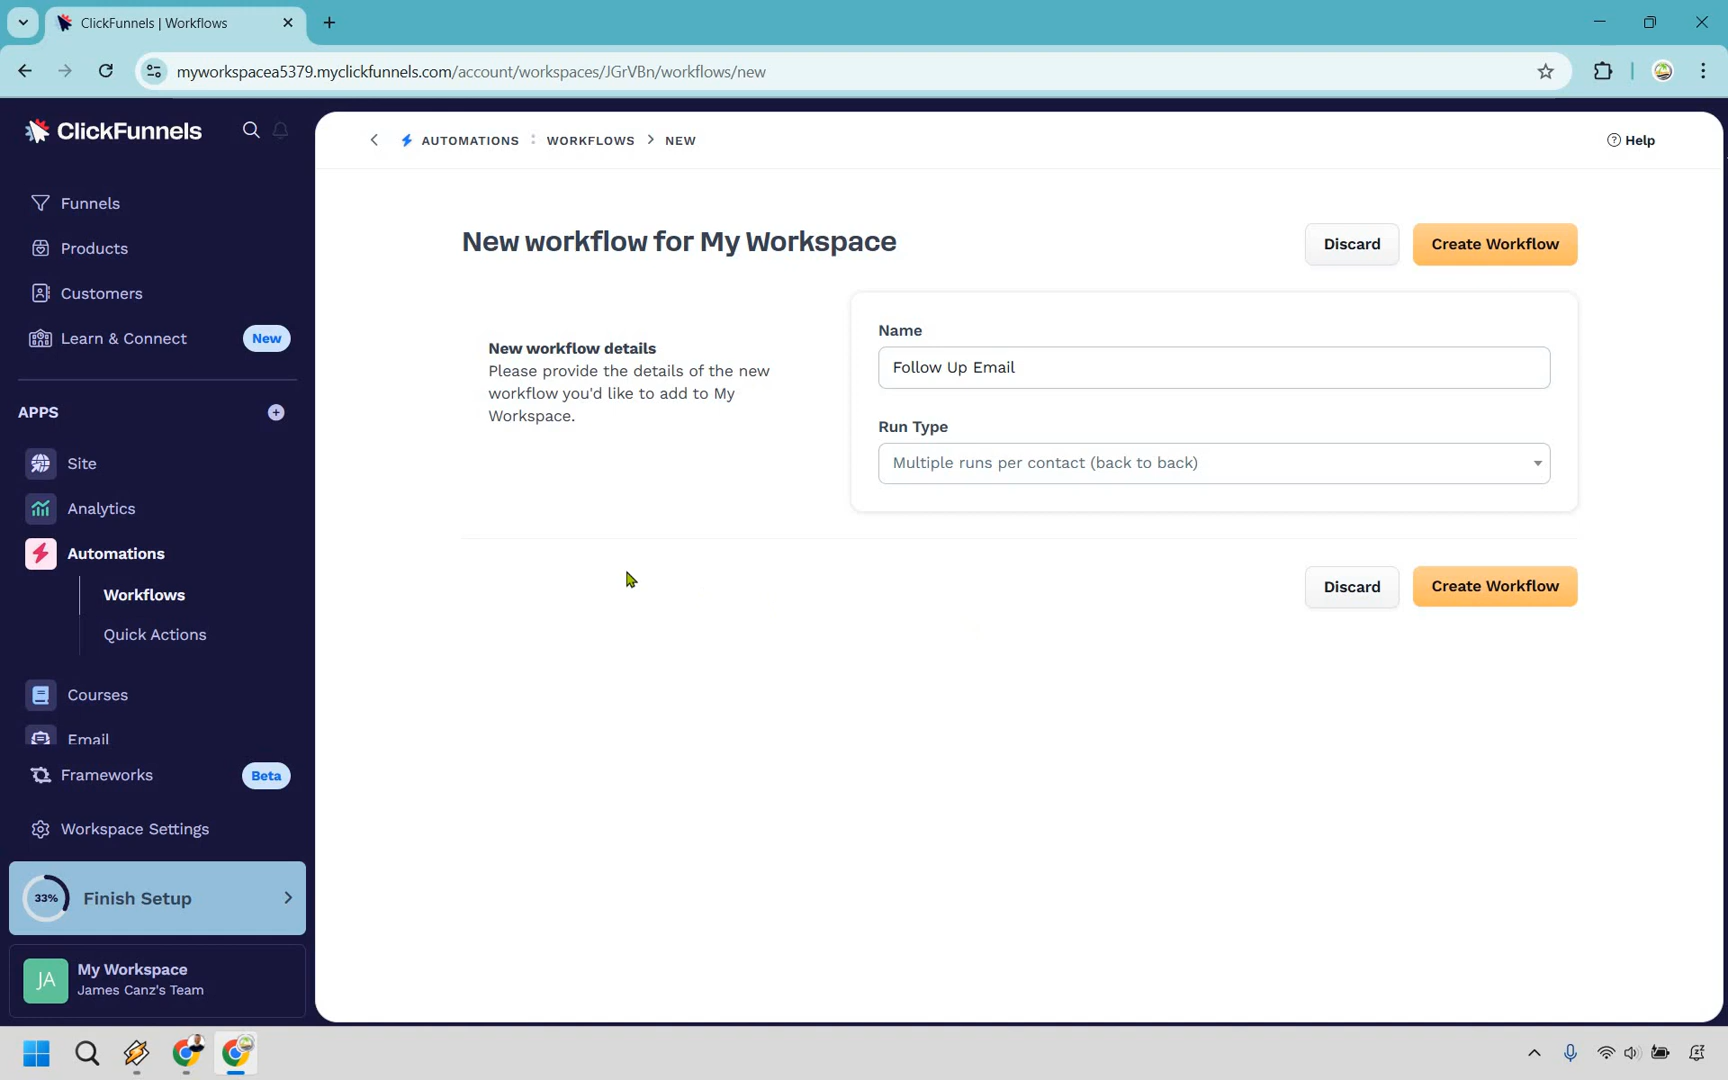 ClickFunnels | Workflows
myworkspacea5379.myclickfunnels.com/account/workspaces/JGrVBn/workflows/new
ClickFunnels
Funnels
Products
Customers
Learn & Connect New
APPS
Site
Analytics
Automations
Workflows
Quick Actions
Courses
Email
Frameworks Beta
Workspace Settings
33% Finish Setup
JA
My Workspace
James Canz's Team
AUTOMATIONS : WORKFLOWS > NEW
Help
New workflow for My Workspace
Discard
Create Workflow
New workflow details
Please provide the details of the new
workflow you'd like to add to My
Workspace.
Name
Follow Up Email
Run Type
Multiple runs per contact (back to back)
Discard
Create Workflow